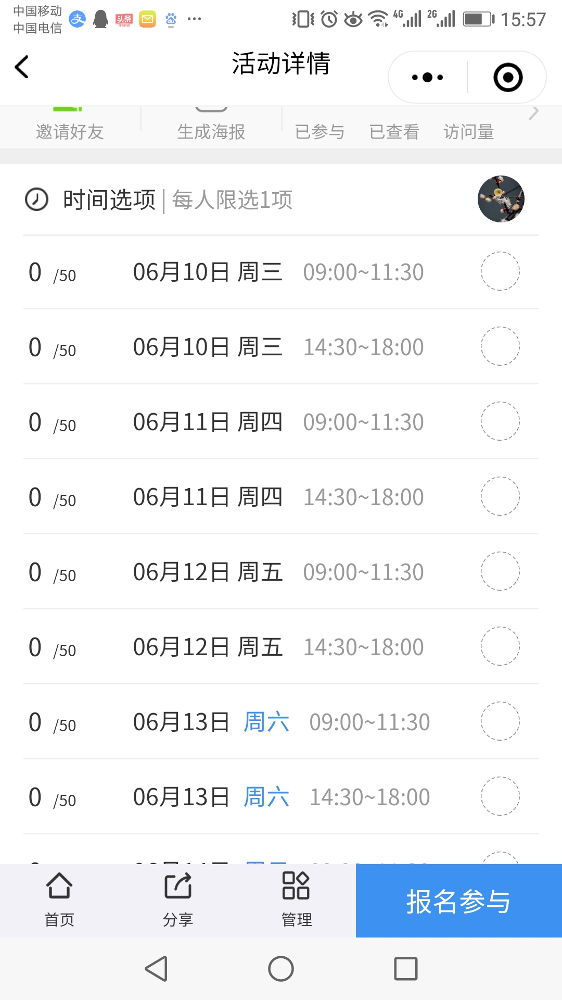 中国移动
中国电信
4G 2G 15:57
活动详情
邀请好友 生成海报 已参与 已查看 访问量
时间选项 | 每人限选1项
0 /50 06月10日 周三 09:00~11:30
0 /50 06月10日 周三 14:30~18:00
0 /50 06月11日 周四 09:00~11:30
0 /50 06月11日 周四 14:30~18:00
0 /50 06月12日 周五 09:00~11:30
0 /50 06月12日 周五 14:30~18:00
0 /50 06月13日 周六 09:00~11:30
0 /50 06月13日 周六 14:30~18:00
首页 分享 管理 报名参与